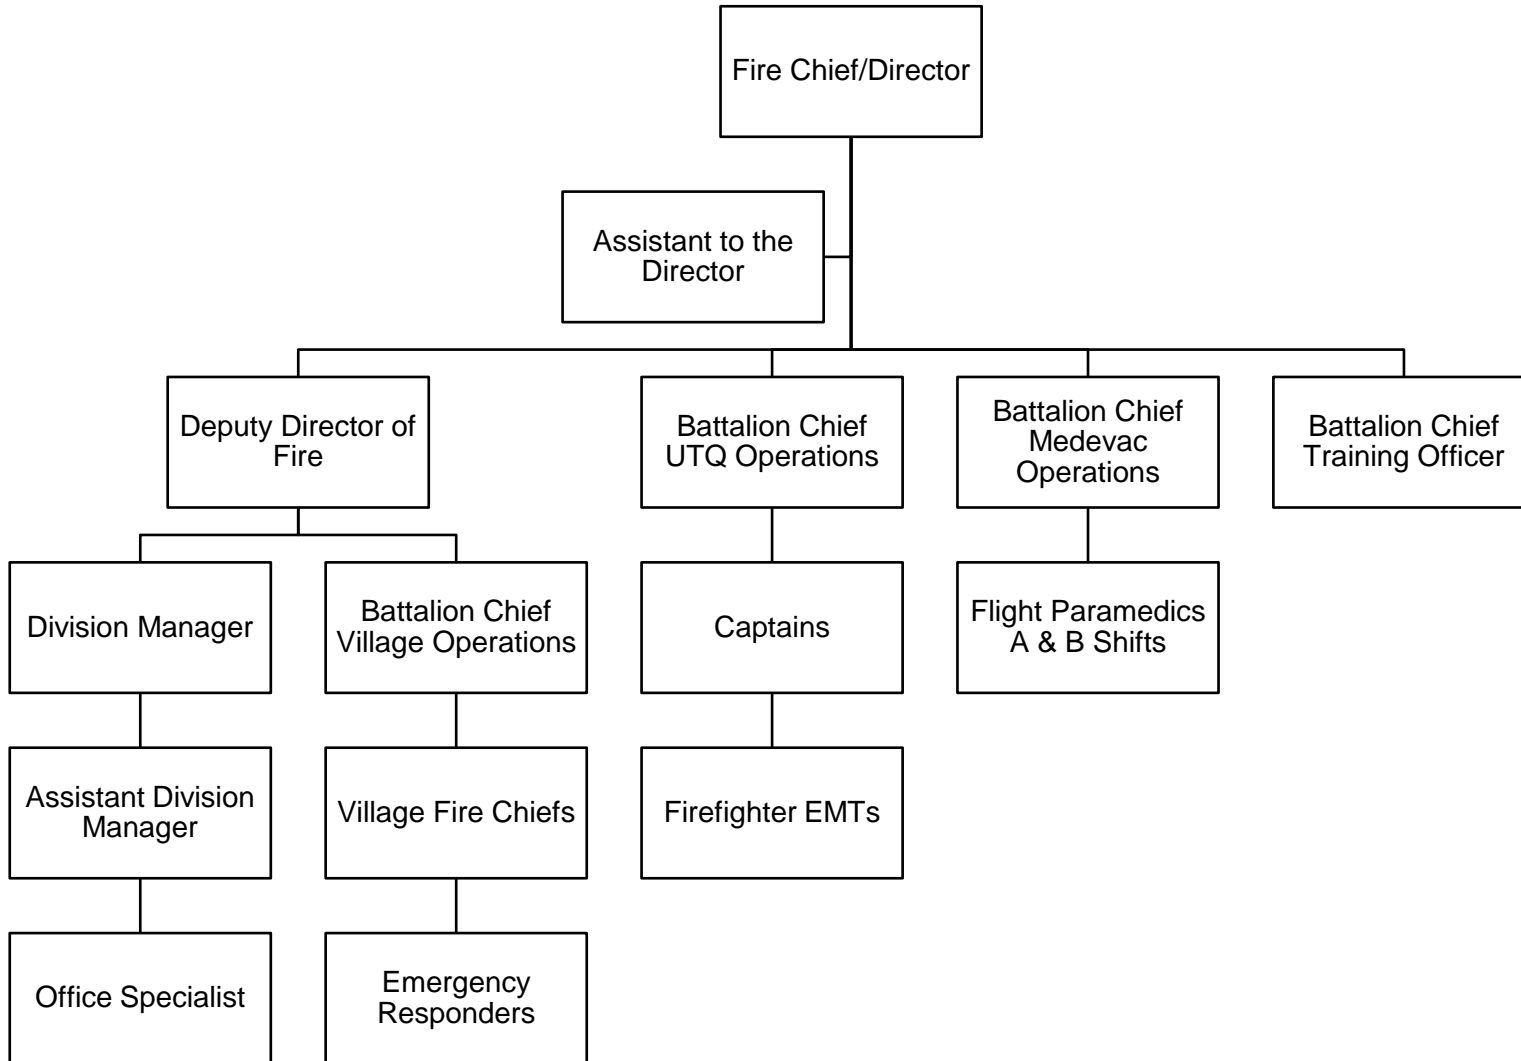 Fire Chief/Director
Assistant to the
Director
Deputy Director of
Fire
Battalion Chief
UTQ Operations
Battalion Chief
Medevac
Operations
Battalion Chief
Training Officer
Division Manager
Battalion Chief
Village Operations
Captains
Flight Paramedics
A & B Shifts
Assistant Division
Manager
Village Fire Chiefs
Firefighter EMTs
Office Specialist
Emergency
Responders